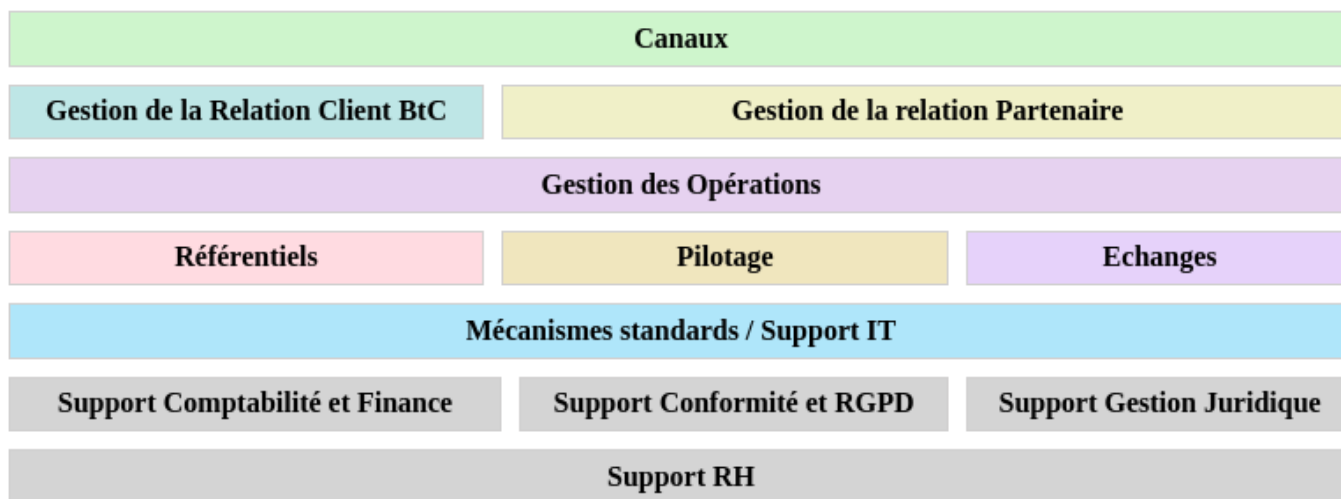 Canaux
Gestion de la Relation Client BtC
Gestion de la relation Partenaire
Gestion des Opérations
Référentiels
Pilotage
Echanges
Mécanismes standards / Support IT
Support Comptabilité et Finance
Support Conformité et RGPD
Support Gestion Juridique
Support RH